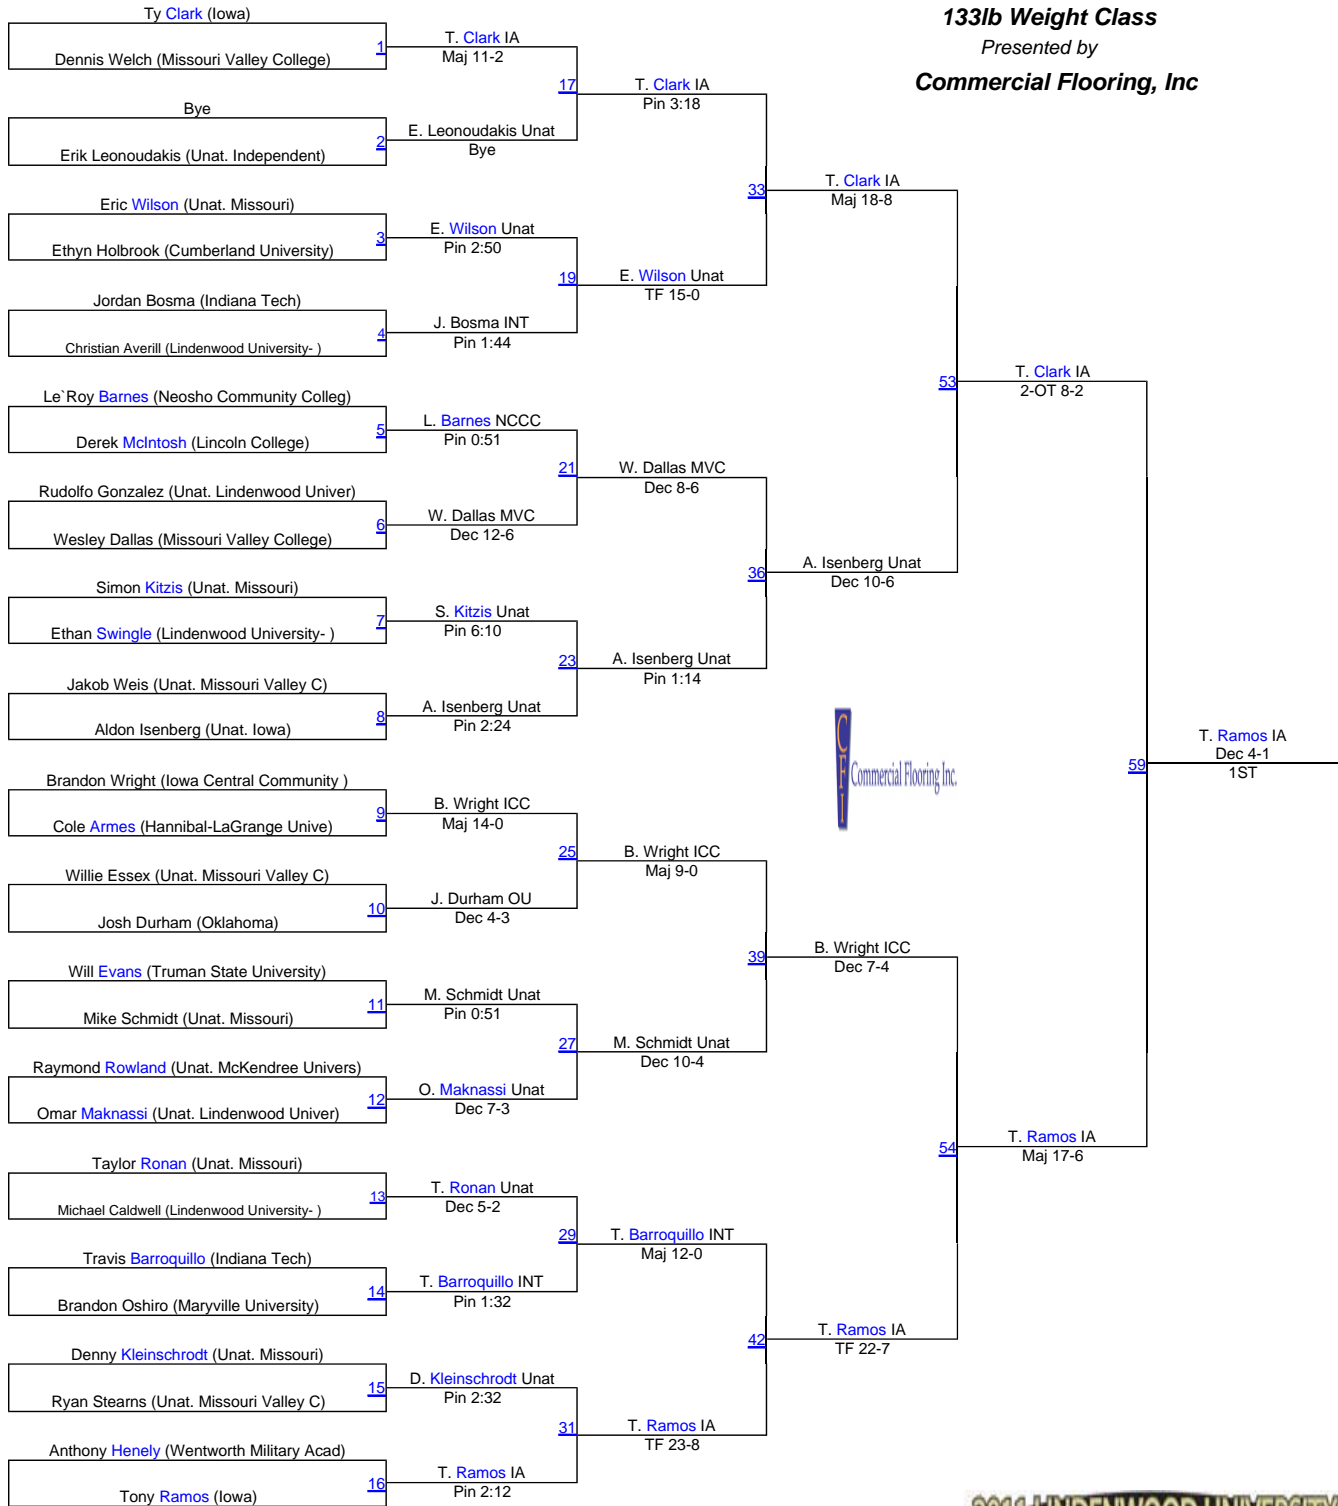 133lb Weight Class
Presented by
Commercial Flooring, Inc
Ty Clark (Iowa)
1
Dennis Welch (Missouri Valley College)
Bye
2
Erik Leonoudakis (Unat. Independent)
Eric Wilson (Unat. Missouri)
3
Ethyn Holbrook (Cumberland University)
Jordan Bosma (Indiana Tech)
4
Christian Averill (Lindenwood University- )
Le`Roy Barnes (Neosho Community Colleg)
5
Derek McIntosh (Lincoln College)
Rudolfo Gonzalez (Unat. Lindenwood Univer)
6
Wesley Dallas (Missouri Valley College)
Simon Kitzis (Unat. Missouri)
7
Ethan Swingle (Lindenwood University- )
Jakob Weis (Unat. Missouri Valley C)
8
Aldon Isenberg (Unat. Iowa)
Brandon Wright (Iowa Central Community )
9
Cole Armes (Hannibal-LaGrange Unive)
Willie Essex (Unat. Missouri Valley C)
10
Josh Durham (Oklahoma)
Will Evans (Truman State University)
11
Mike Schmidt (Unat. Missouri)
Raymond Rowland (Unat. McKendree Univers)
12
Omar Maknassi (Unat. Lindenwood Univer)
Taylor Ronan (Unat. Missouri)
13
Michael Caldwell (Lindenwood University- )
Travis Barroquillo (Indiana Tech)
14
Brandon Oshiro (Maryville University)
Denny Kleinschrodt (Unat. Missouri)
15
Ryan Stearns (Unat. Missouri Valley C)
Anthony Henely (Wentworth Military Acad)
16
Tony Ramos (Iowa)
T. Clark IA
Maj 11-2
17
E. Leonoudakis Unat
Bye
E. Wilson Unat
Pin 2:50
19
J. Bosma INT
Pin 1:44
L. Barnes NCCC
Pin 0:51
21
W. Dallas MVC
Dec 12-6
S. Kitzis Unat
Pin 6:10
23
A. Isenberg Unat
Pin 2:24
B. Wright ICC
Maj 14-0
25
J. Durham OU
Dec 4-3
M. Schmidt Unat
Pin 0:51
27
O. Maknassi Unat
Dec 7-3
T. Ronan Unat
Dec 5-2
29
T. Barroquillo INT
Pin 1:32
D. Kleinschrodt Unat
Pin 2:32
31
T. Ramos IA
Pin 2:12
T. Clark IA
Pin 3:18
33
E. Wilson Unat
TF 15-0
W. Dallas MVC
Dec 8-6
36
A. Isenberg Unat
Pin 1:14
B. Wright ICC
Maj 9-0
39
M. Schmidt Unat
Dec 10-4
T. Barroquillo INT
Maj 12-0
42
T. Ramos IA
TF 23-8
T. Clark IA
Maj 18-8
53
A. Isenberg Unat
Dec 10-6
B. Wright ICC
Dec 7-4
54
T. Ramos IA
TF 22-7
T. Clark IA
2-OT 8-2
59
T. Ramos IA
Maj 17-6
T. Ramos IA
Dec 4-1
1ST
CFI
Commercial Flooring Inc.
2011 LINDENWOOD UNIVERSITY